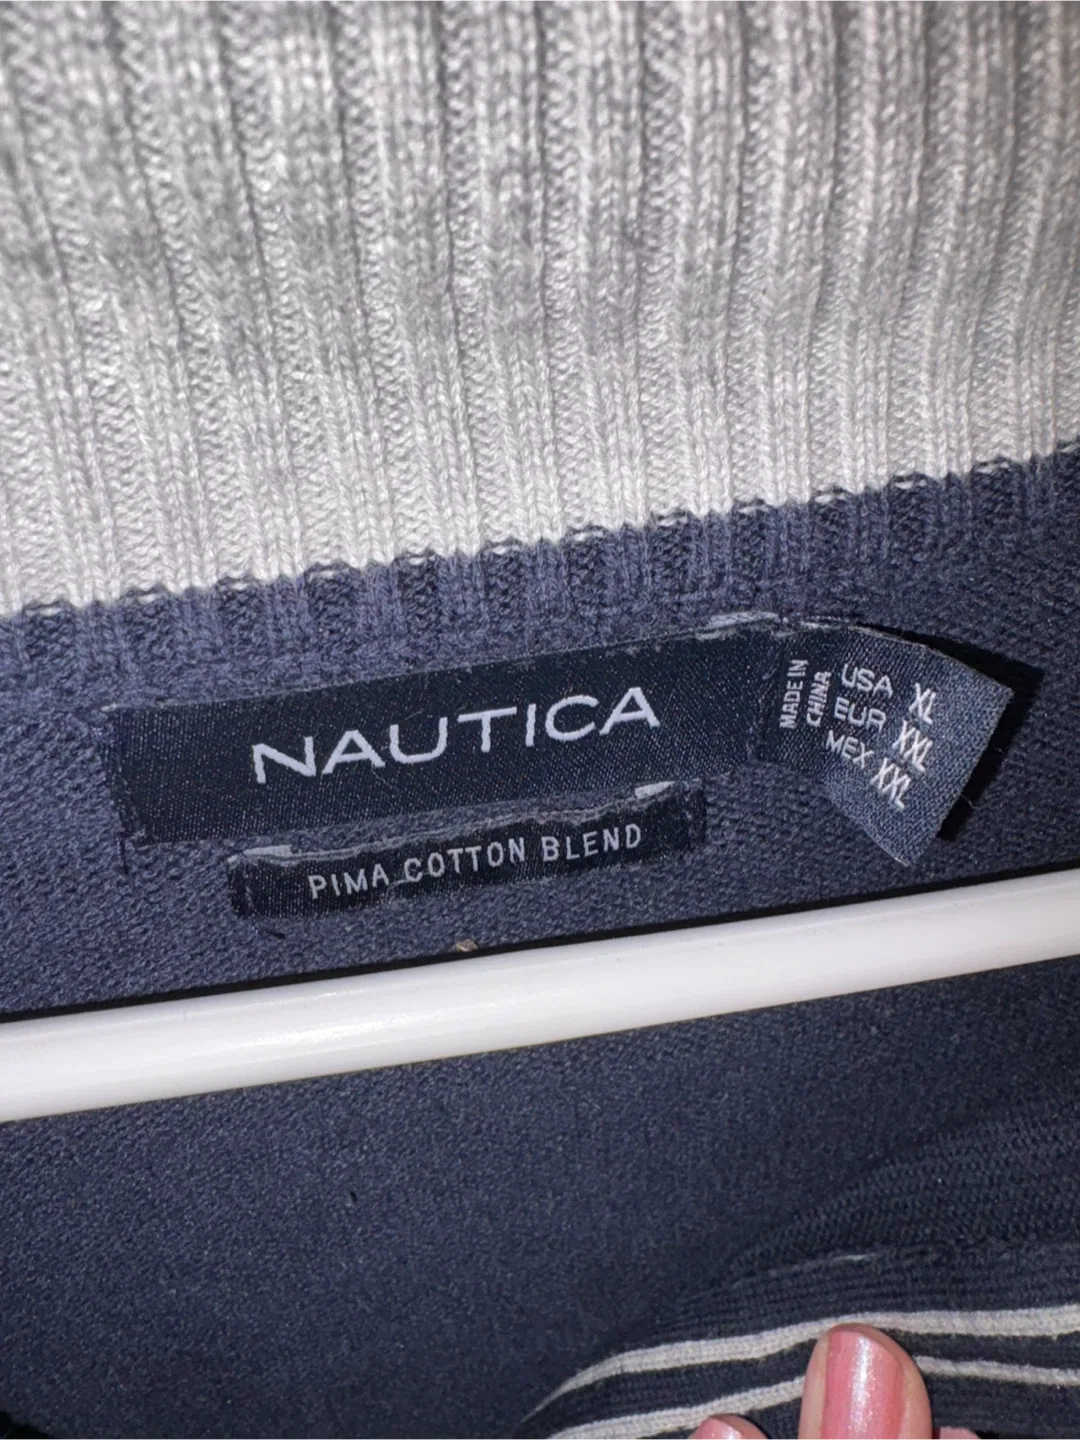 NAUTICA
PIMA COTTON BLEND
MADE IN
CHINA
USA XL
EUR XXL
MEX XXL